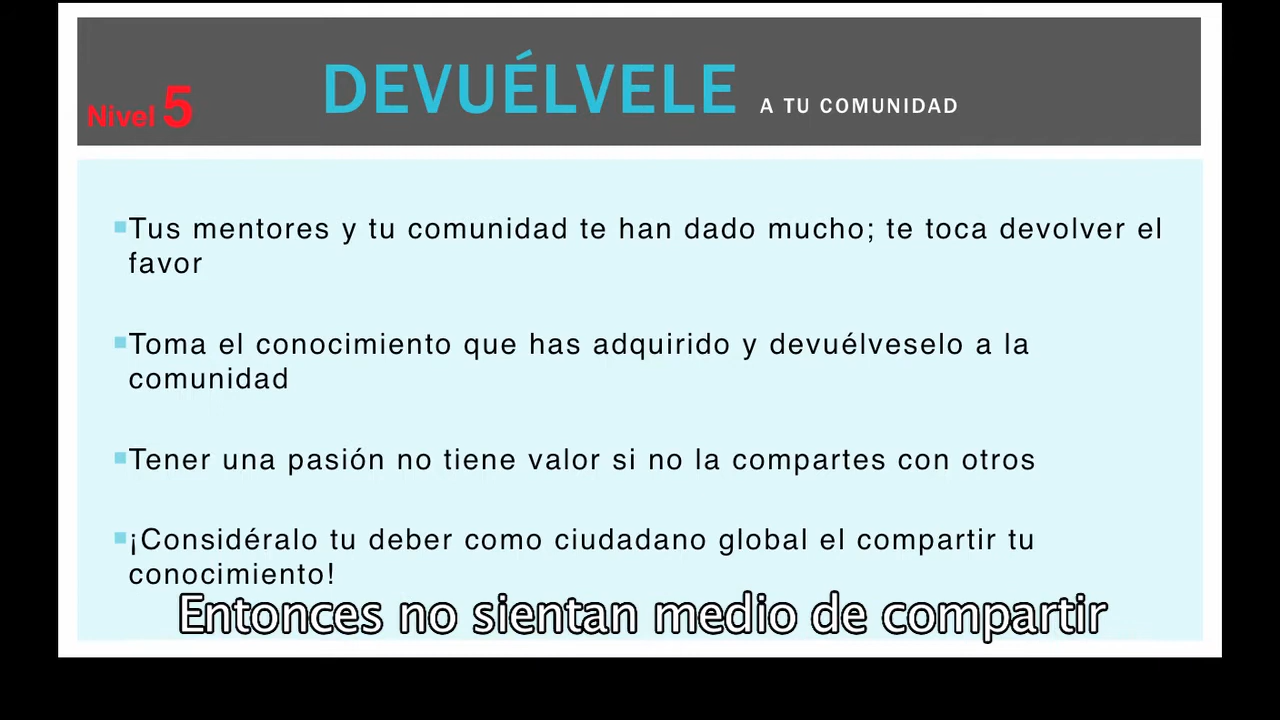 Nivel 5
DEVUÉLVELE A TU COMUNIDAD
Tus mentores y tu comunidad te han dado mucho; te toca devolver el
favor
Toma el conocimiento que has adquirido y devuélveselo a la
comunidad
Tener una pasión no tiene valor si no la compartes con otros
¡Considéralo tu deber como ciudadano global el compartir tu
conocimiento!
Entonces no sientan medio de compartir